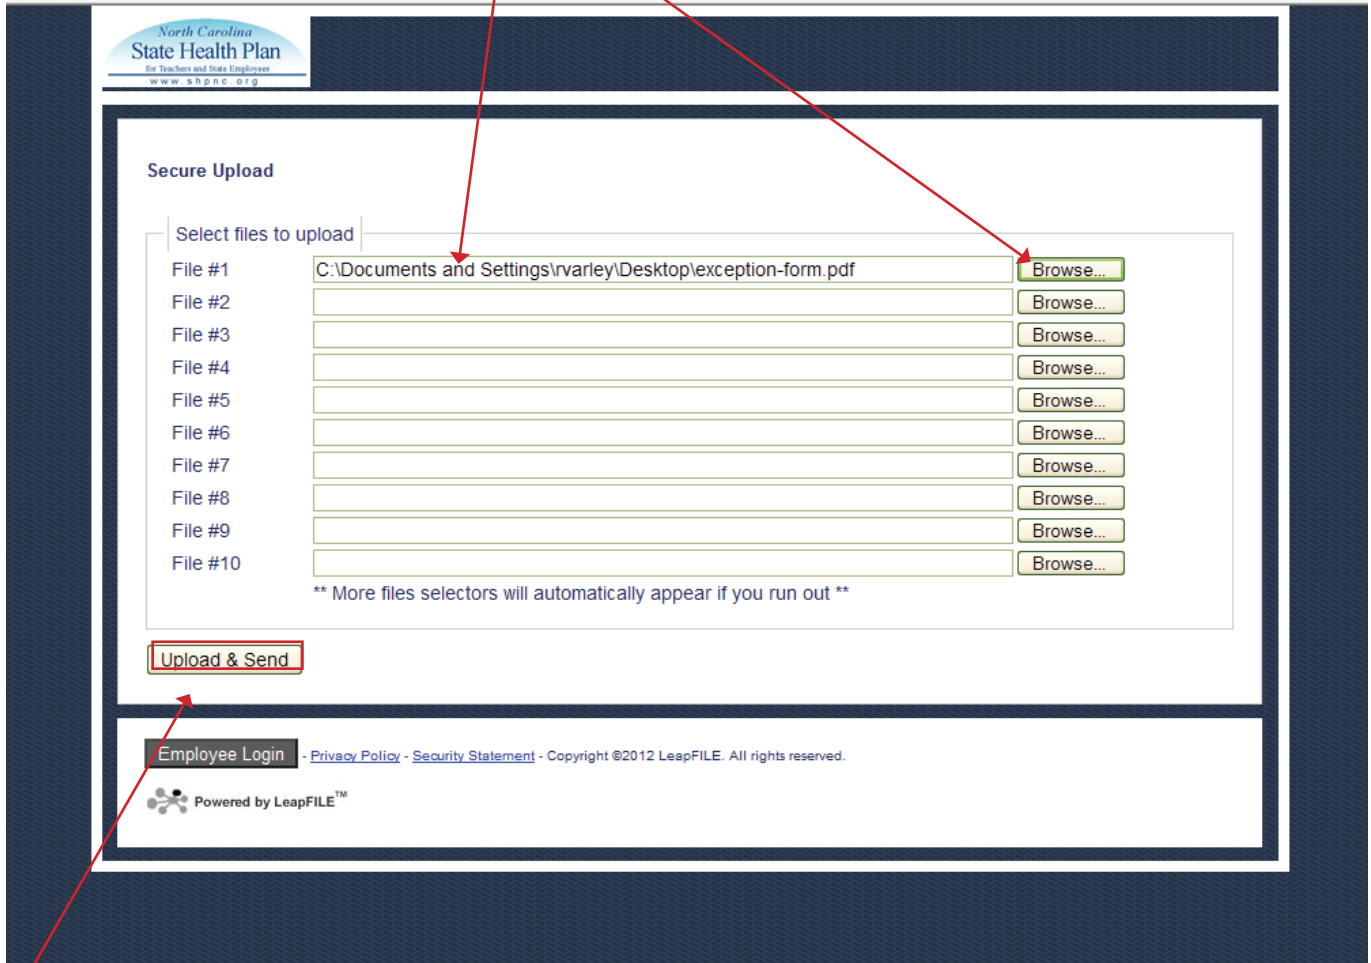 North Carolina
State Health Plan
for Teachers and State Employees
www.shpnc.org
Secure Upload
Select files to upload
File #1 C:\Documents and Settings\rvarley\Desktop\exception-form.pdf Browse...
File #2 Browse...
File #3 Browse...
File #4 Browse...
File #5 Browse...
File #6 Browse...
File #7 Browse...
File #8 Browse...
File #9 Browse...
File #10 Browse...
** More files selectors will automatically appear if you run out **
Upload & Send
Employee Login - Privacy Policy - Security Statement - Copyright ©2012 LeapFILE. All rights reserved.
Powered by LeapFILE™